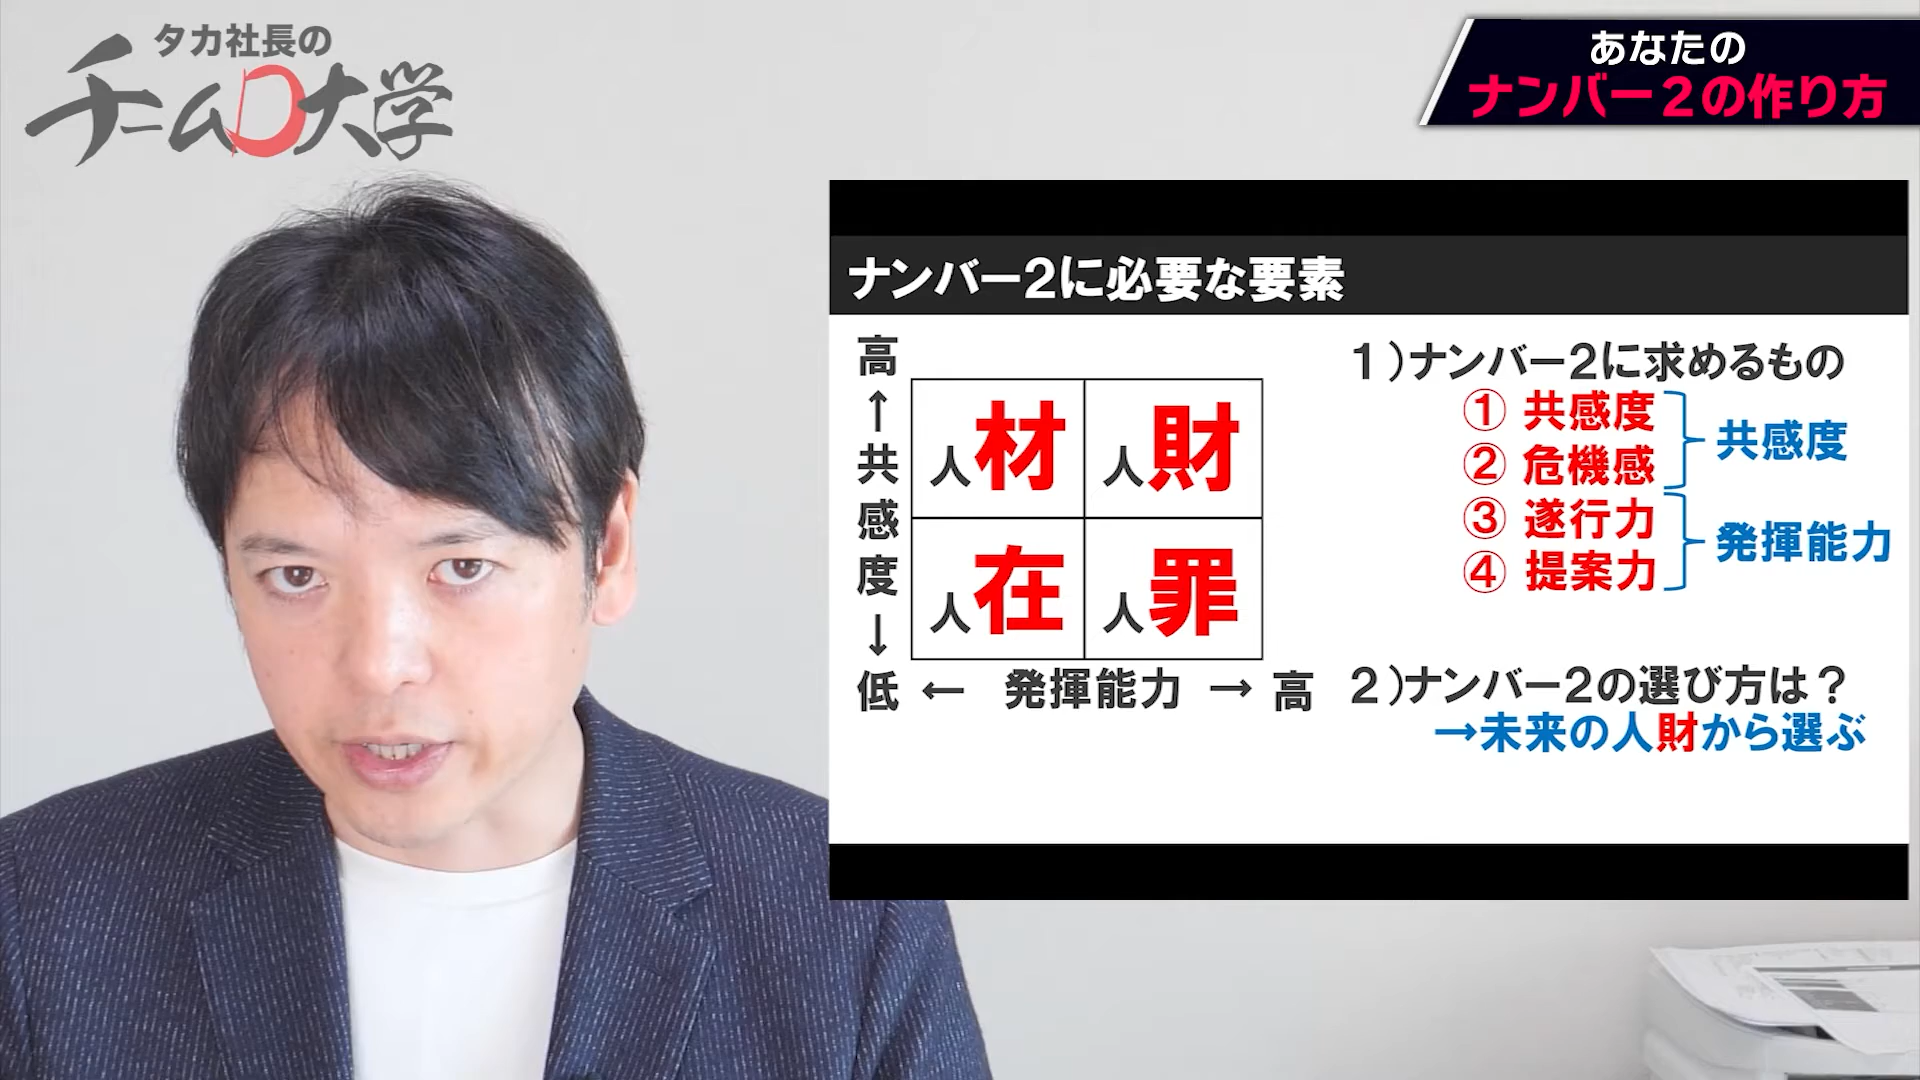 タカ社長の
チームD大学
あなたの
ナンバー２の作り方
ナンバー2に必要な要素
高
↑
共
感
度
↓
低
人材
人財
人在
人罪
← 発揮能力 → 高
１）ナンバー2に求めるもの
① 共感度
② 危機感
共感度
③ 遂行力
④ 提案力
発揮能力
２）ナンバー2の選び方は？
→未来の人財から選ぶ